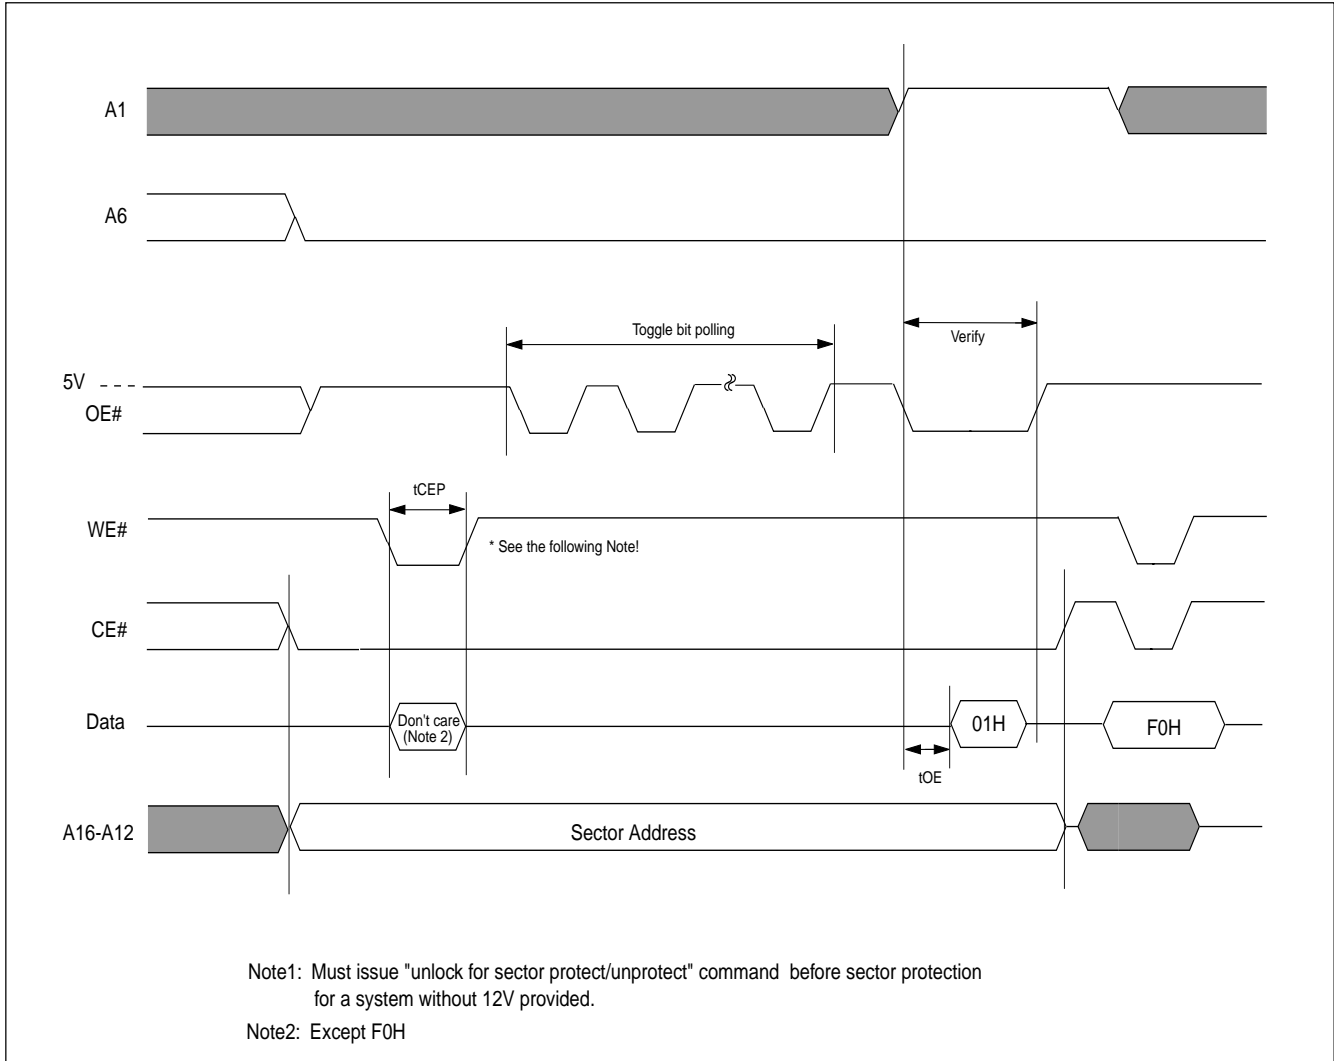 A1
A6
Toggle bit polling
Verify
5V
OE#
tCEP
WE#
* See the following Note!
CE#
Data
Don't care
(Note 2)
01H
F0H
tOE
A16-A12
Sector Address
Note1: Must issue "unlock for sector protect/unprotect" command before sector protection
for a system without 12V provided.
Note2: Except F0H